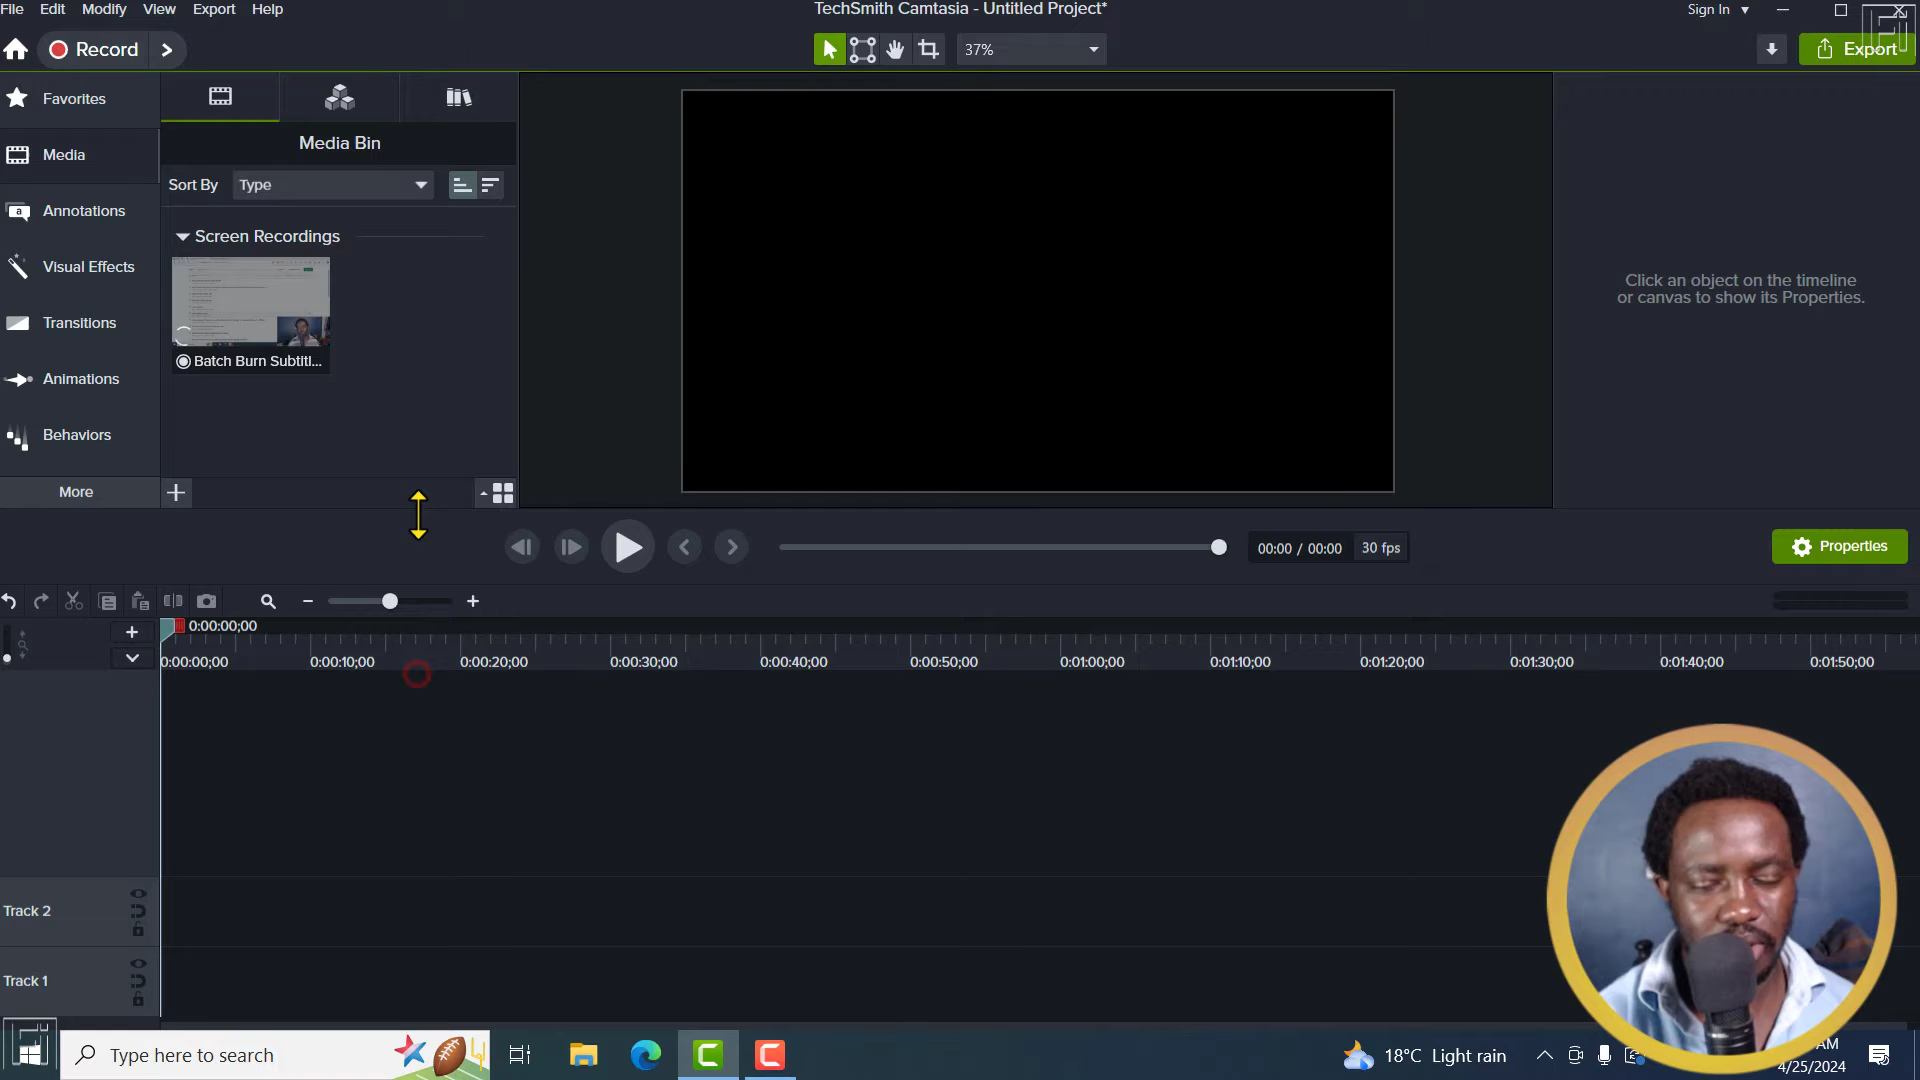 File Edit Modify View Export Help
TechSmith Camtasia - Untitled Project*
Sign In
Record
37%
Export
Favorites
Media
Annotations
Visual Effects
Transitions
Animations
Behaviors
More
Media Bin
Sort By Type
Screen Recordings
Batch Burn Subtitl...
Click an object on the timeline
or canvas to show its Properties.
00:00 / 00:00 30 fps
Properties
0:00:00;00
0:00:00;00 0:00:10;00 0:00:20;00 0:00:30;00 0:00:40;00 0:00:50;00 0:01:00;00 0:01:10;00 0:01:20;00 0:01:30;00 0:01:40;00 0:01:50;00
Track 2
Track 1
Type here to search
18°C Light rain
AM
4/25/2024